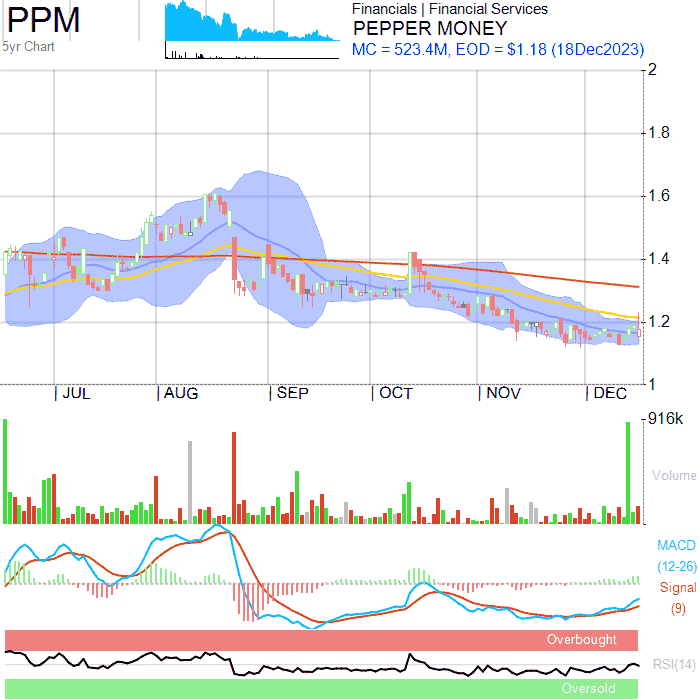 PPM
5yr Chart
Financials | Financial Services
PEPPER MONEY
MC = 523.4M, EOD = $1.18 (18Dec2023)
2
1.8
1.6
1.4
1.2
1
JUL AUG SEP OCT NOV DEC
916k
Volume
MACD
(12-26)
Signal
(9)
Overbought
RSI(14)
Oversold